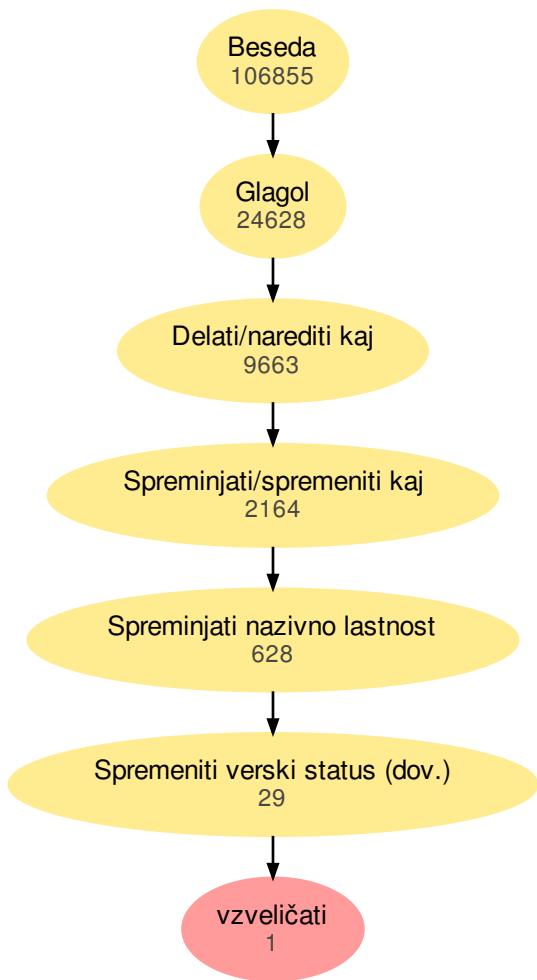 Beseda
106855
Glagol
24628
Delati/narediti kaj
9663
Spreminjati/spremeniti kaj
2164
Spreminjati nazivno lastnost
628
Spremeniti verski status (dov.)
29
vzveličati
1